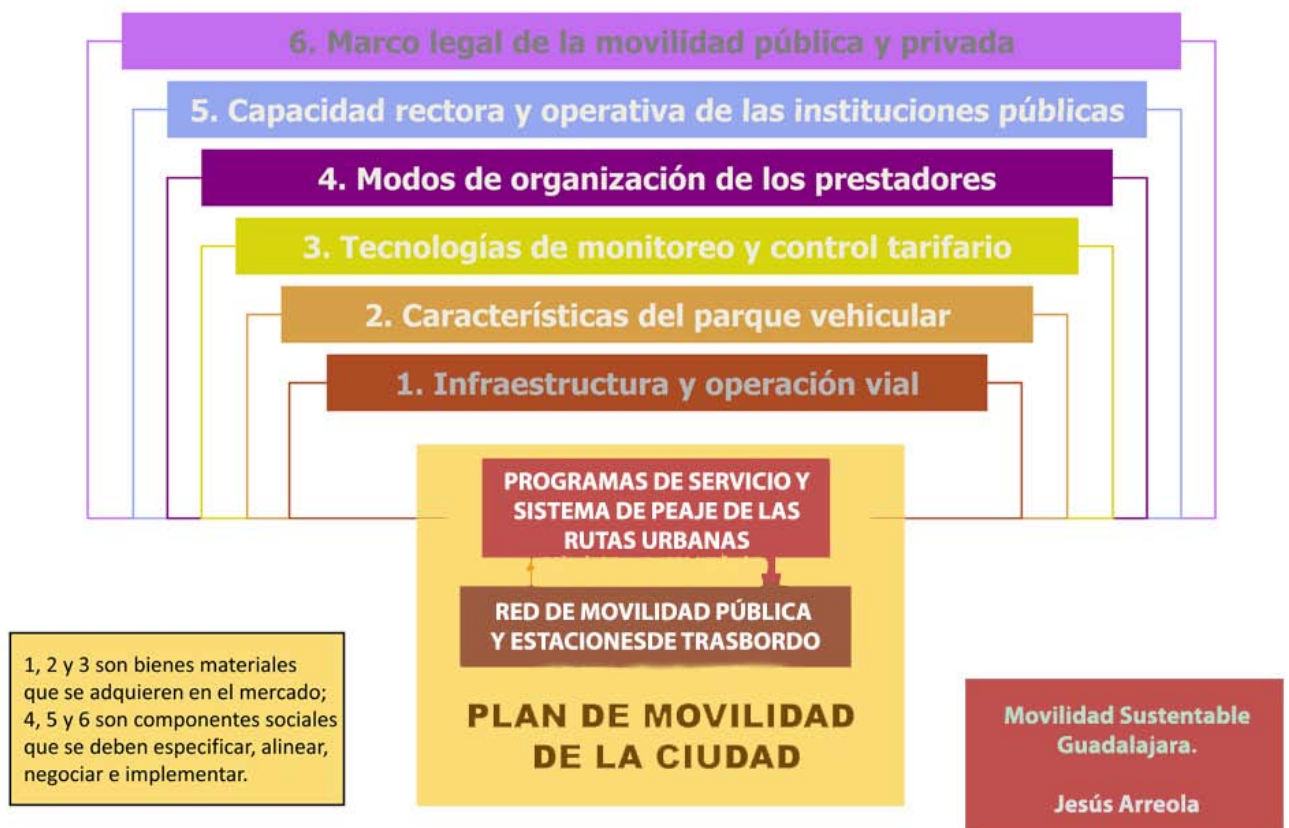 6. Marco legal de la movilidad pública y privada
5. Capacidad rectora y operativa de las instituciones públicas
4. Modos de organización de los prestadores
3. Tecnologías de monitoreo y control tarifario
2. Características del parque vehicular
1. Infraestructura y operación vial
PROGRAMAS DE SERVICIO Y
SISTEMA DE PEAJE DE LAS
RUTAS URBANAS
RED DE MOVILIDAD PÚBLICA
Y ESTACIONESDE TRASBORDO
PLAN DE MOVILIDAD
DE LA CIUDAD
1, 2 y 3 son bienes materiales
que se adquieren en el mercado;
4, 5 y 6 son componentes sociales
que se deben especificar, alinear,
negociar e implementar.
Movilidad Sustentable
Guadalajara.
Jesús Arreola